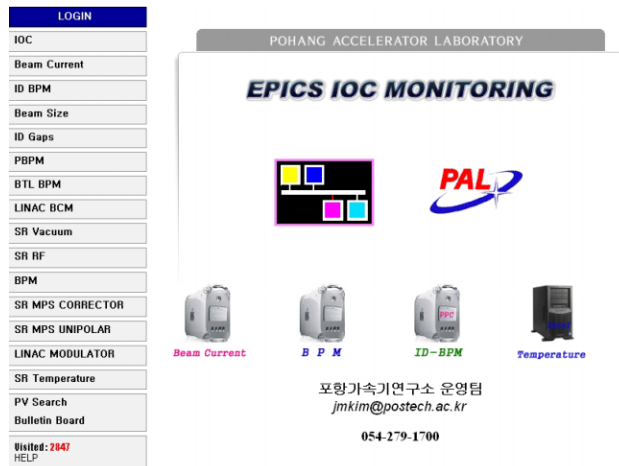 LOGIN
IOC
Beam Current
ID BPM
Beam Size
ID Gaps
PBPM
BTL BPM
LINAC BCM
SR Vacuum
SR RF
BPM
SR MPS CORRECTOR
SR MPS UNIPOLAR
LINAC MODULATOR
SR Temperature
PV Search
Bulletin Board
Visited: 2847
HELP
POHANG ACCELERATOR LABORATORY
EPICS IOC MONITORING
PAL
PPC
Beam Current
B P M
ID-BPM
Temperature
포항가속기연구소 운영팀
jmkim@postech.ac.kr
054-279-1700